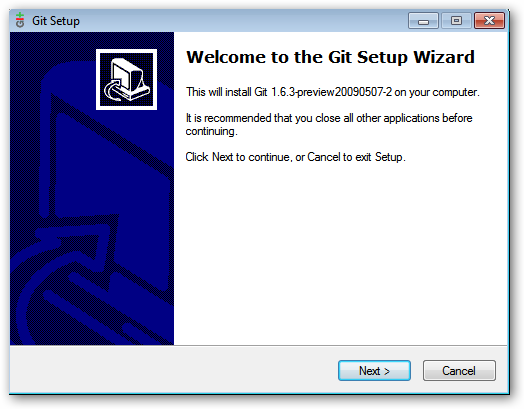 Git Setup
Welcome to the Git Setup Wizard
This will install Git 1.6.3-preview20090507-2 on your computer.
It is recommended that you close all other applications before
continuing.
Click Next to continue, or Cancel to exit Setup.
Next >
Cancel